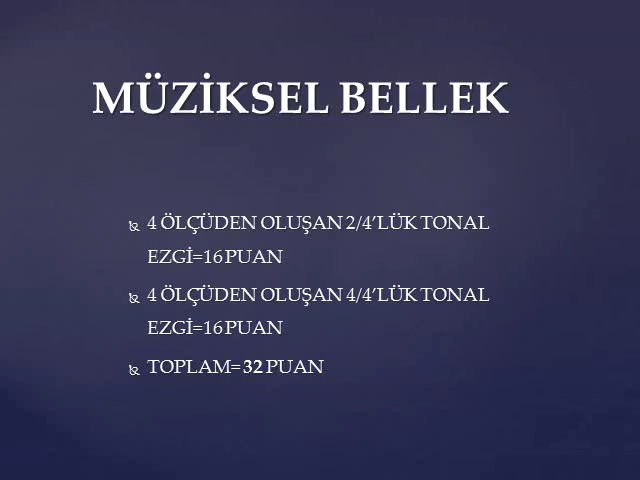 MÜZİKSEL BELLEK
4 ÖLÇÜDEN OLUŞAN 2/4’LÜK TONAL
EZGİ=16 PUAN
4 ÖLÇÜDEN OLUŞAN 4/4’LÜK TONAL
EZGİ=16 PUAN
TOPLAM= 32 PUAN